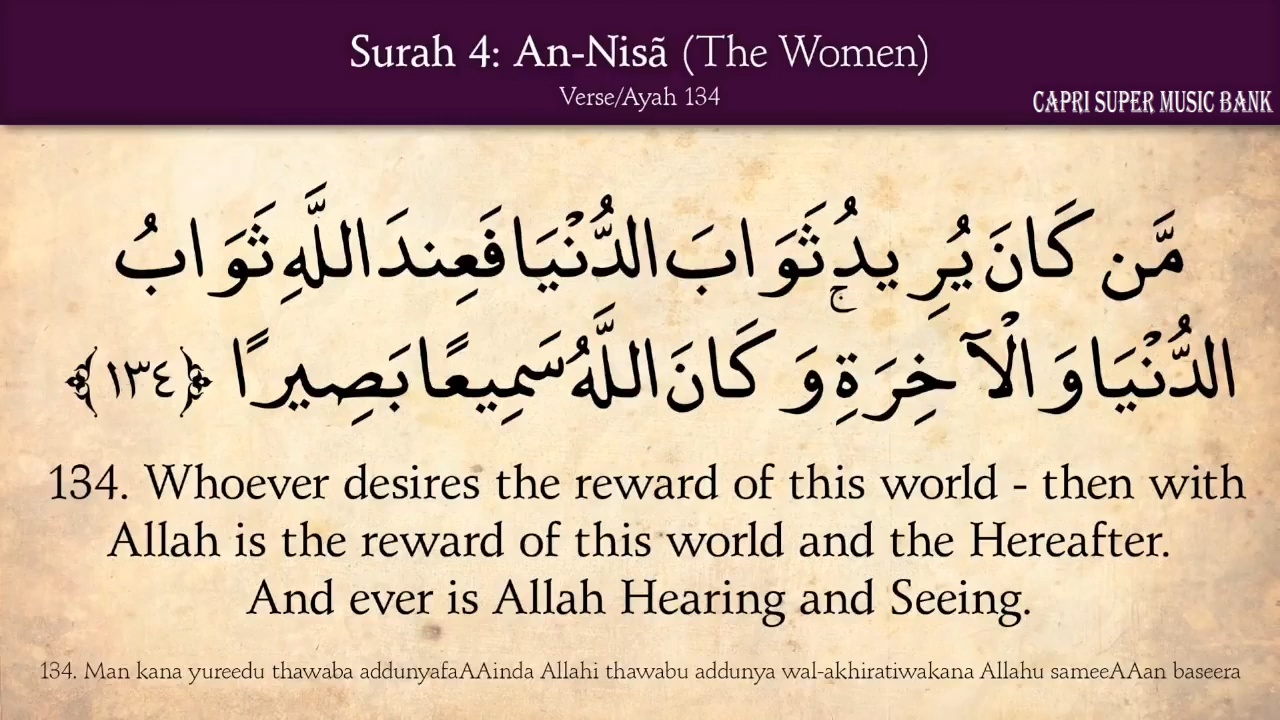 Surah 4: An-Nisã (The Women)
Verse/Ayah 134
CAPRI SUPER MUSIC BANK
مَّن كَانَ يُرِيدُ ثَوَابَ الدُّنْيَا فَعِندَ اللَّهِ ثَوَابُ
الدُّنْيَا وَالْآخِرَةِ ۚ وَكَانَ اللَّهُ سَمِيعًا بَصِيرًا ﴿١٣٤﴾
134. Whoever desires the reward of this world - then with
Allah is the reward of this world and the Hereafter.
And ever is Allah Hearing and Seeing.
134. Man kana yureedu thawaba addunyafaAAinda Allahi thawabu addunya wal-akhiratiwakana Allahu sameeAAan baseera